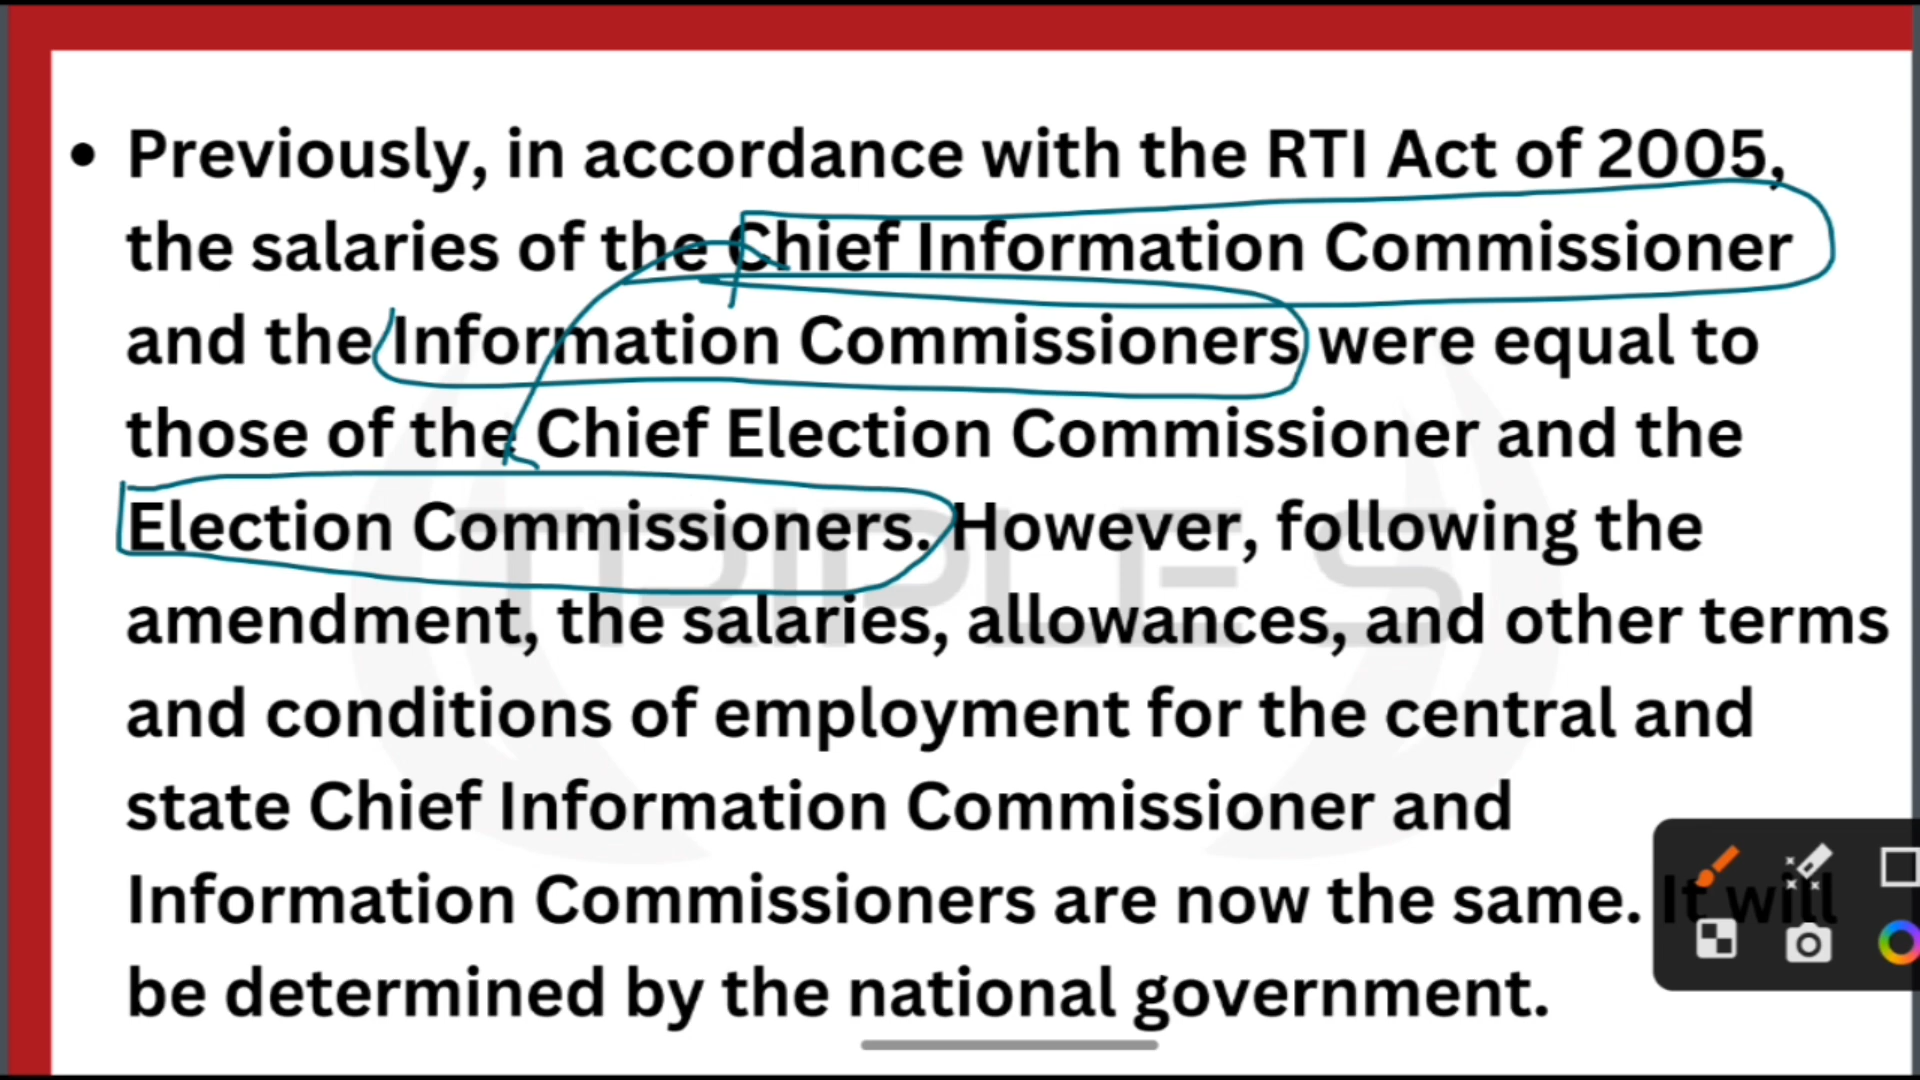 • Previously, in accordance with the RTI Act of 2005,
the salaries of the Chief Information Commissioner
and the Information Commissioners were equal to
those of the Chief Election Commissioner and the
Election Commissioners. However, following the
amendment, the salaries, allowances, and other terms
and conditions of employment for the central and
state Chief Information Commissioner and
Information Commissioners are now the same. It will
be determined by the national government.
TRIPLE S